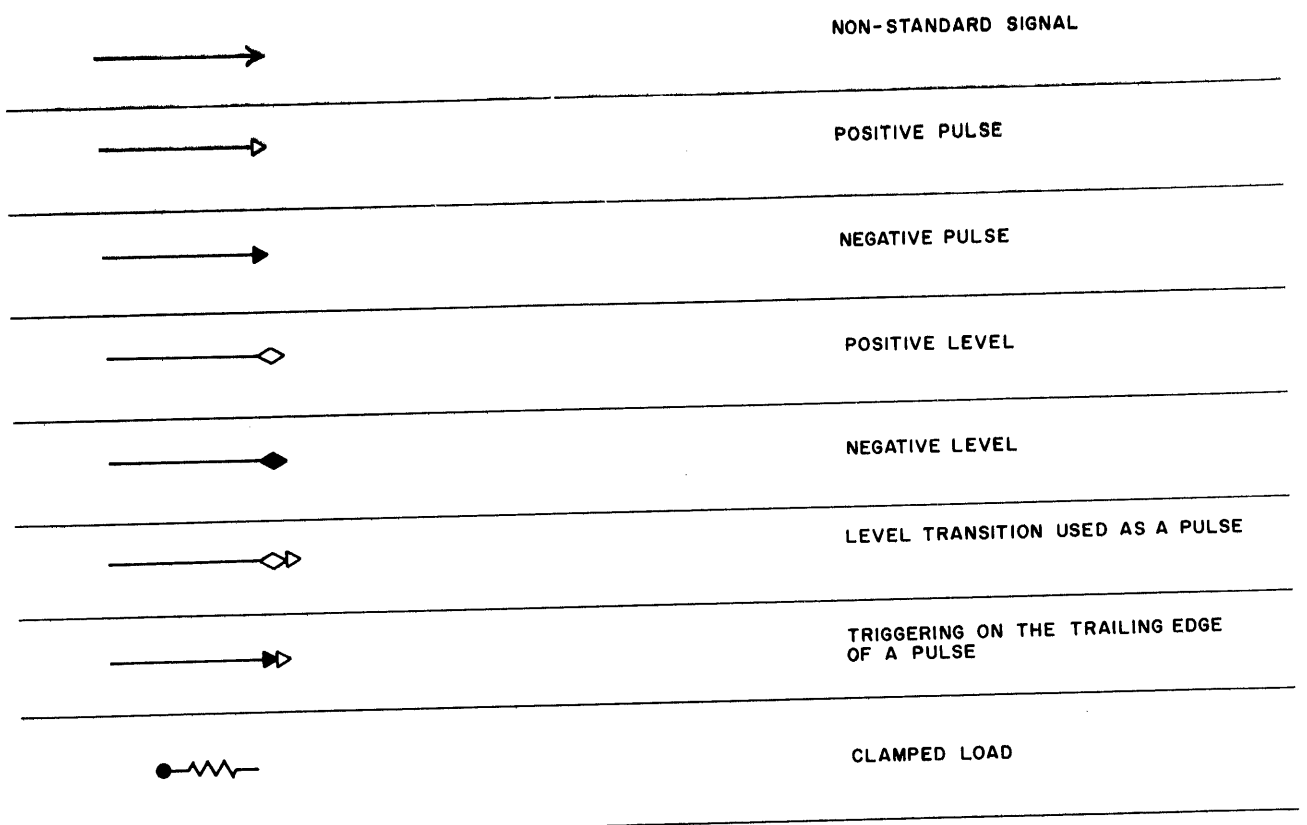 NON-STANDARD SIGNAL
POSITIVE PULSE
NEGATIVE PULSE
POSITIVE LEVEL
NEGATIVE LEVEL
LEVEL TRANSITION USED AS A PULSE
TRIGGERING ON THE TRAILING EDGE
OF A PULSE
CLAMPED LOAD